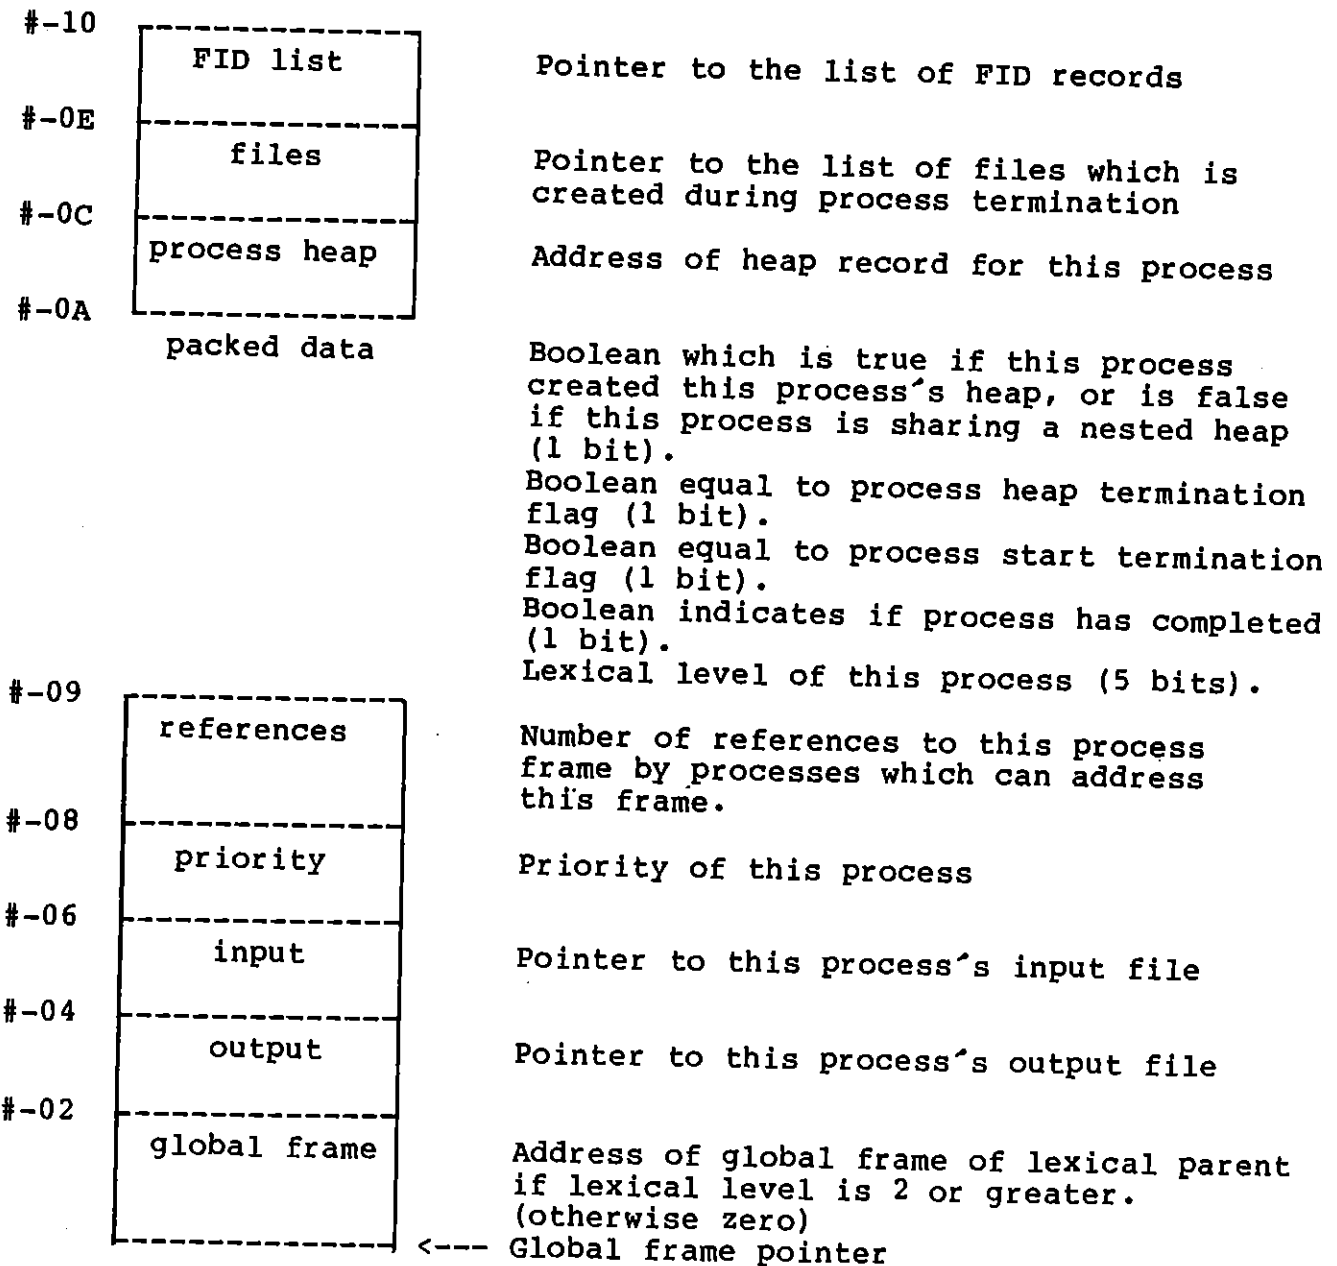 #-10
FID list Pointer to the list of FID records
#-0E
files Pointer to the list of files which is
created during process termination
#-0C
process heap Address of heap record for this process
#-0A
packed data Boolean which is true if this process
created this process's heap, or is false
if this process is sharing a nested heap
(1 bit).
Boolean equal to process heap termination
flag (1 bit).
Boolean equal to process start termination
flag (1 bit).
Boolean indicates if process has completed
(1 bit).
Lexical level of this process (5 bits).
#-09
references Number of references to this process
frame by processes which can address
this frame.
#-08
priority Priority of this process
#-06
input Pointer to this process's input file
#-04
output Pointer to this process's output file
#-02
global frame Address of global frame of lexical parent
if lexical level is 2 or greater.
(otherwise zero)
<--- Global frame pointer